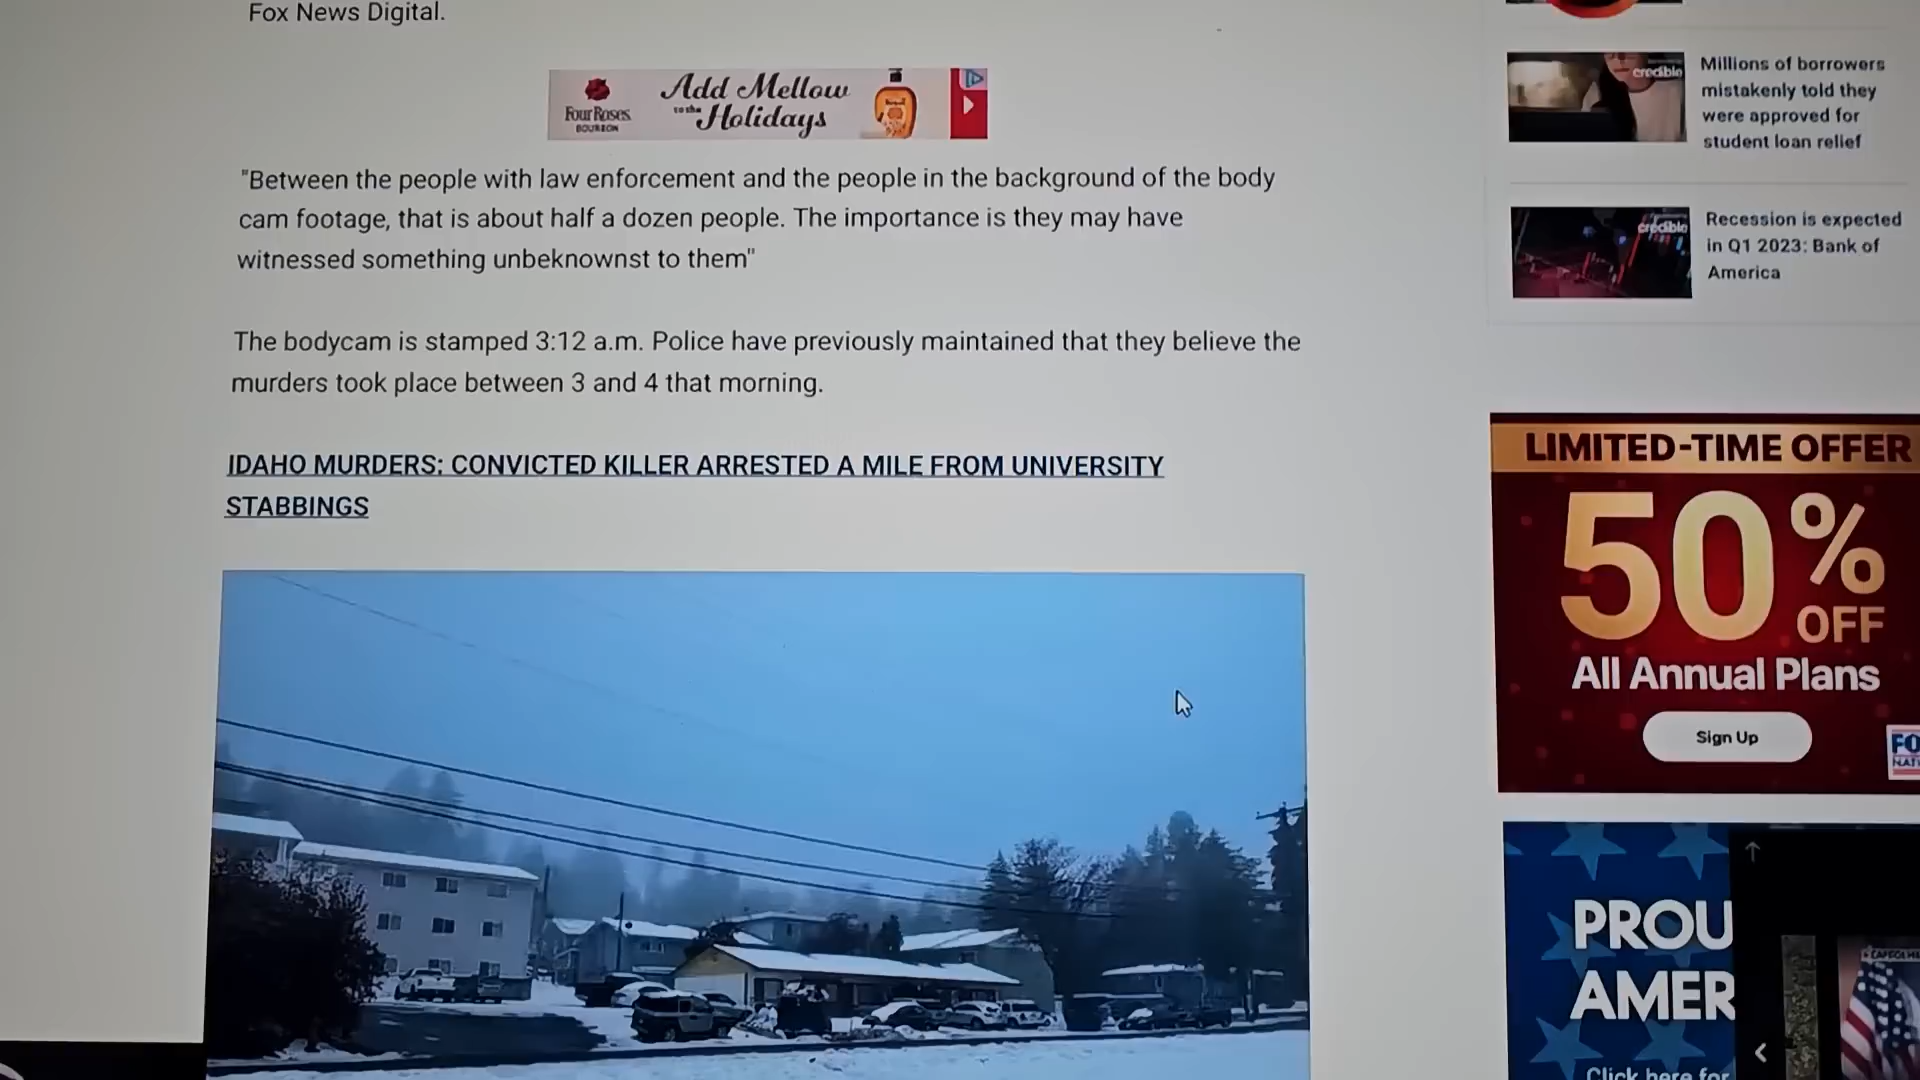 Fox News Digital.
Four Roses
BOURBON
Add Mellow
to the Holidays
"Between the people with law enforcement and the people in the background of the body
cam footage, that is about half a dozen people. The importance is they may have
witnessed something unbeknownst to them"
The bodycam is stamped 3:12 a.m. Police have previously maintained that they believe the
murders took place between 3 and 4 that morning.
IDAHO MURDERS: CONVICTED KILLER ARRESTED A MILE FROM UNIVERSITY
STABBINGS
credible
Millions of borrowers
mistakenly told they
were approved for
student loan relief
credible
Recession is expected
in Q1 2023: Bank of
America
LIMITED-TIME OFFER
50%
OFF
All Annual Plans
Sign Up
FO
NAT
PROU
AMER
Click here for